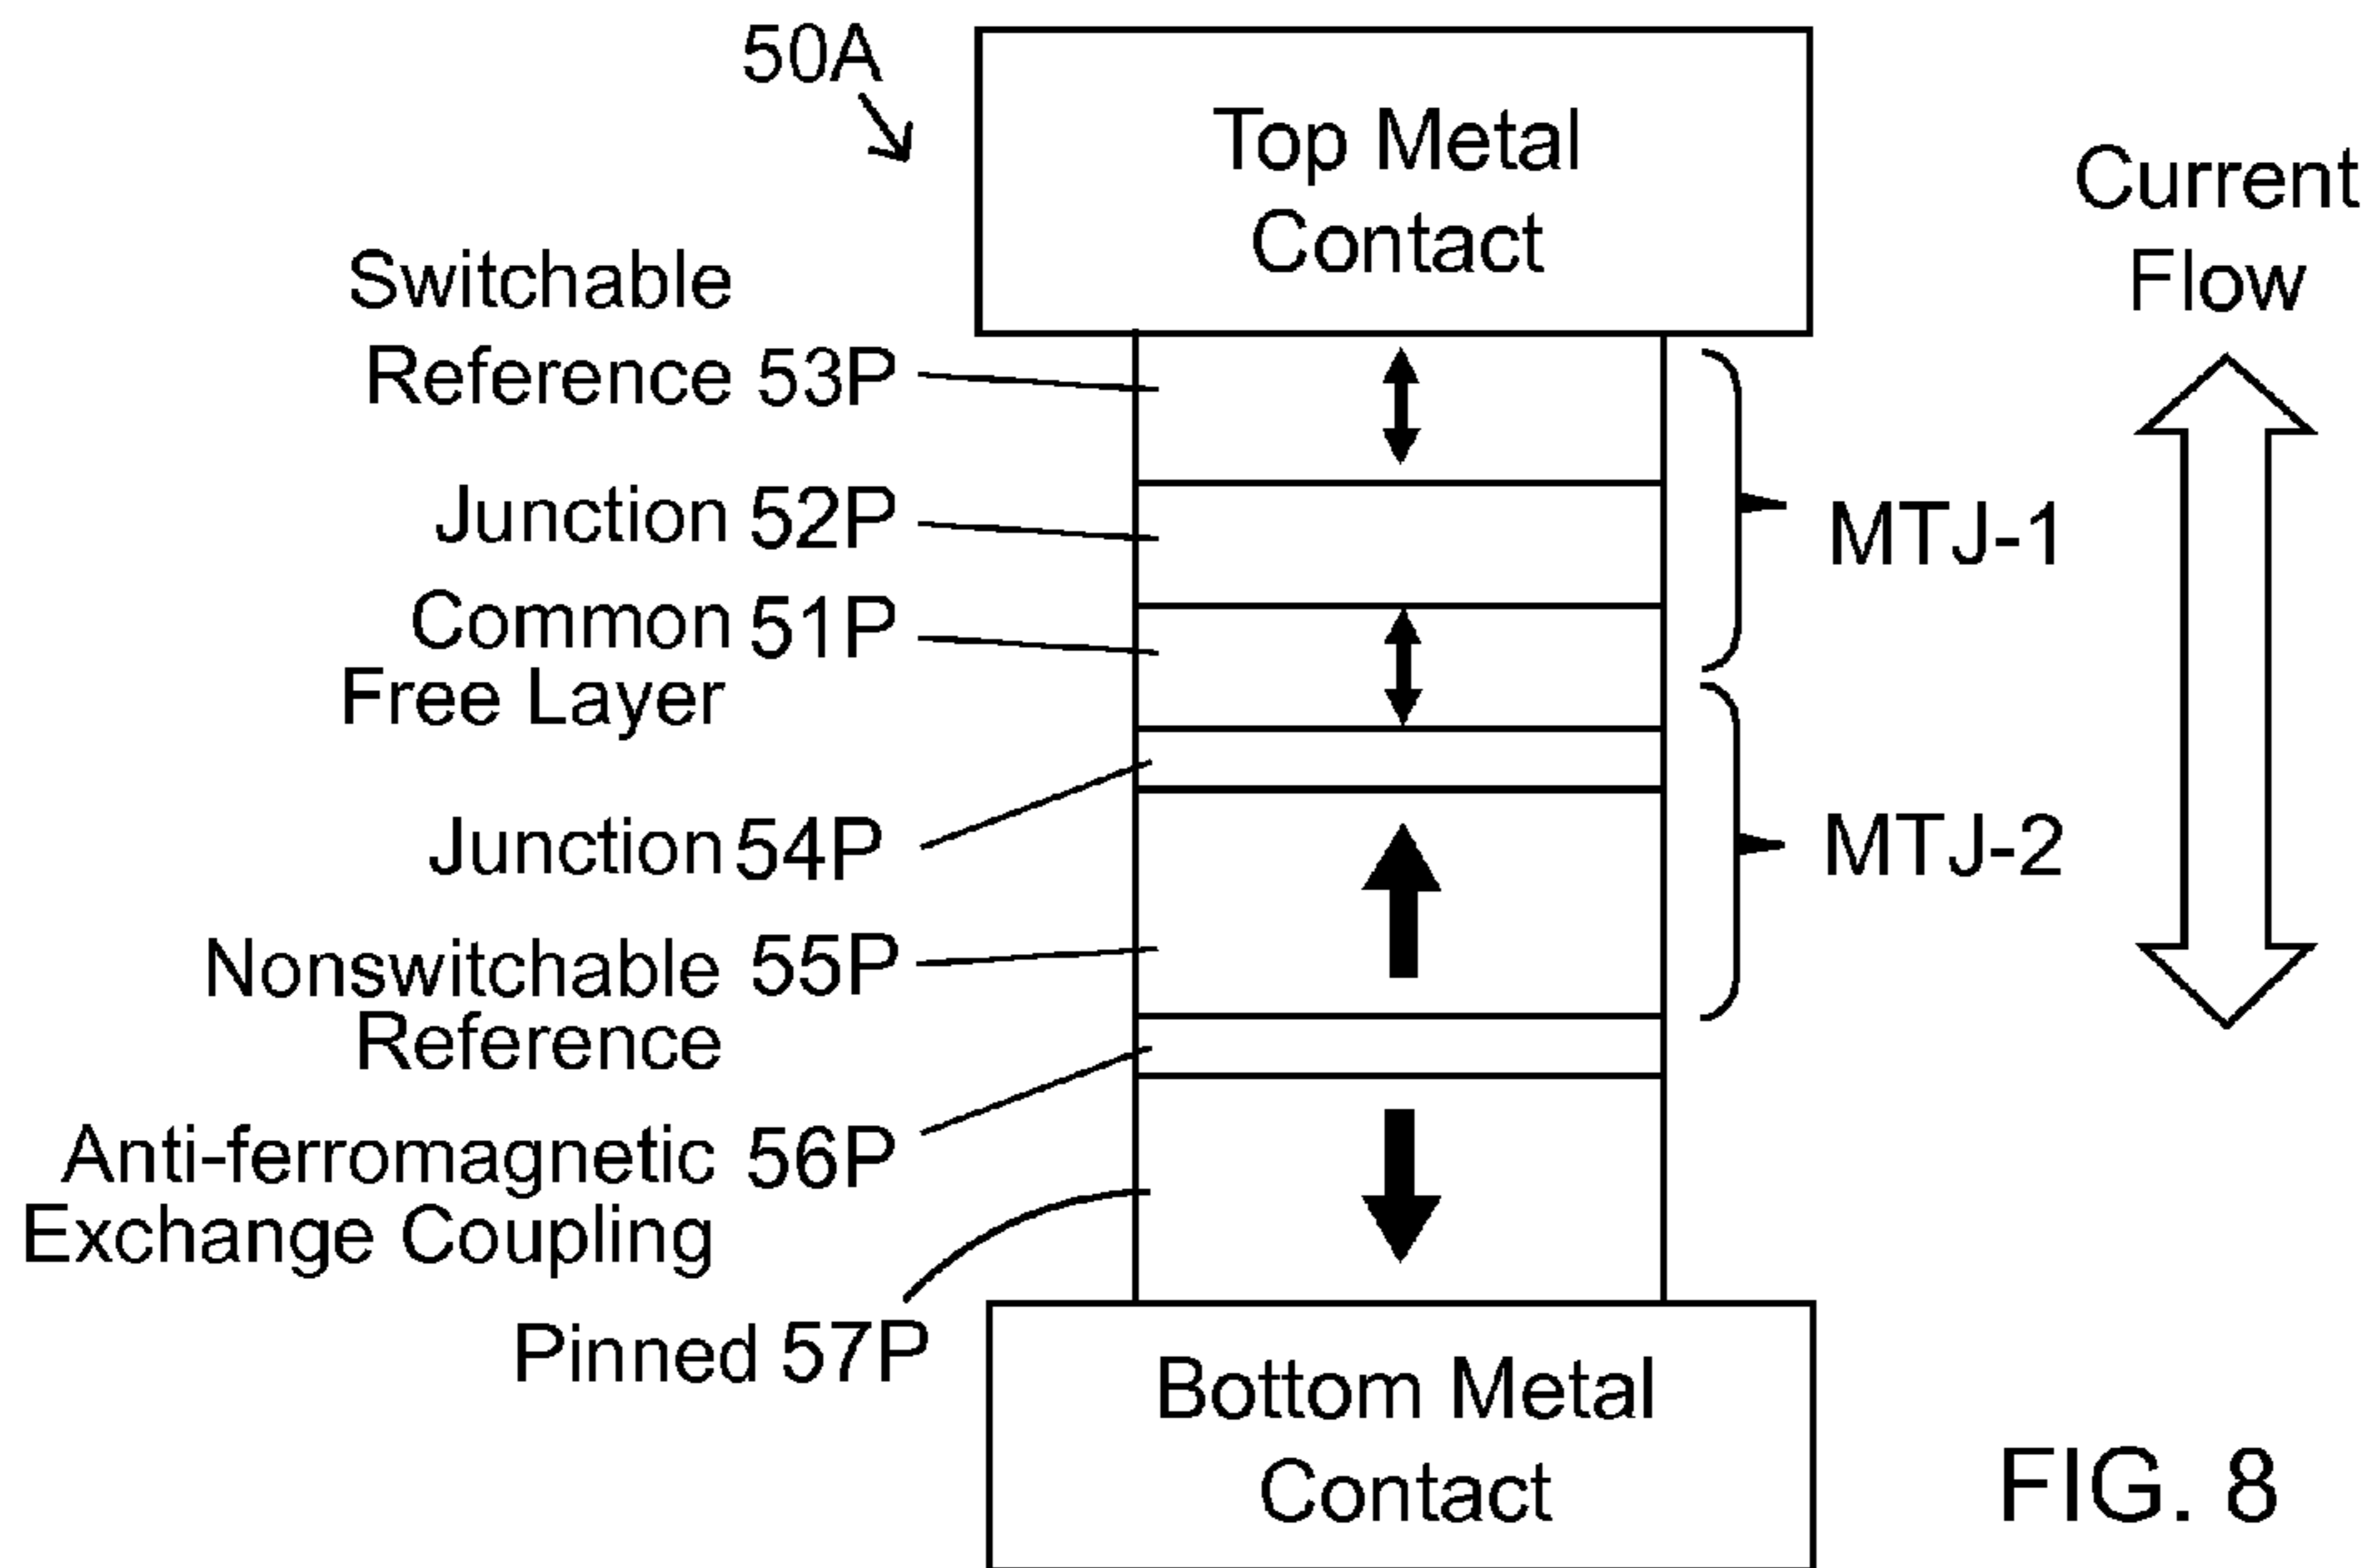 50A
Top Metal
Contact
Current
Flow
Switchable
Reference 53P
Junction 52P
MTJ-1
Common 51P
Free Layer
Junction 54P
MTJ-2
Nonswitchable 55P
Reference
Anti-ferromagnetic 56P
Exchange Coupling
Pinned 57P
Bottom Metal
Contact
FIG. 8